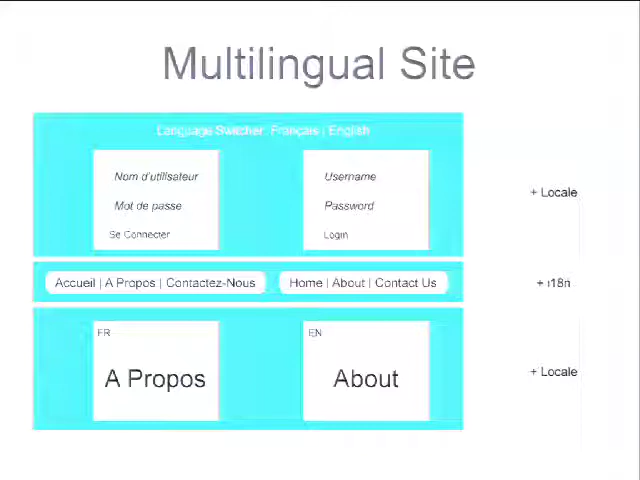 Multilingual Site
Language Switcher: Français | English
Nom d'utilisateur
Mot de passe
Se Connecter
Username
Password
Login
+ Locale
Accueil | A Propos | Contactez-Nous
Home | About | Contact Us
+ i18n
FR
A Propos
EN
About
+ Locale